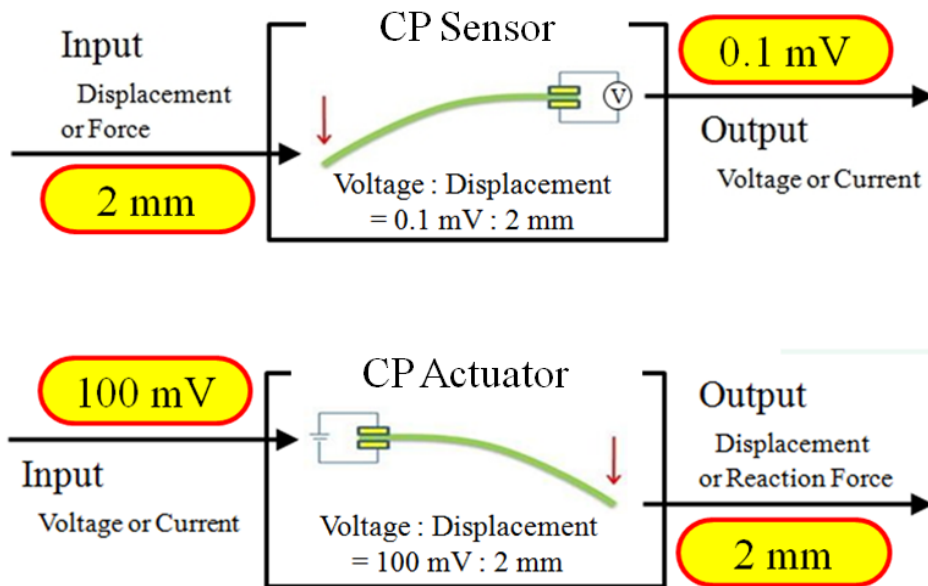 CP Sensor
Input
Displacement
or Force
2 mm
V
Voltage : Displacement
= 0.1 mV : 2 mm
0.1 mV
Output
Voltage or Current
CP Actuator
100 mV
Input
Voltage or Current
Voltage : Displacement
= 100 mV : 2 mm
Output
Displacement
or Reaction Force
2 mm